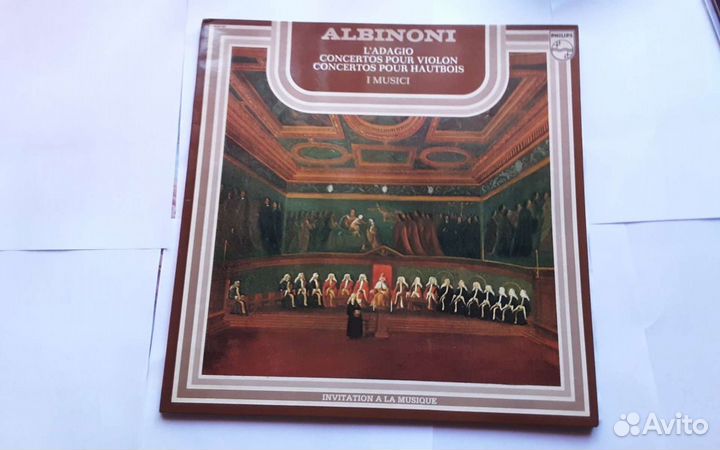 ALBINONI
PHILIPS
L'ADAGIO
CONCERTOS POUR VIOLON
CONCERTOS POUR HAUTBOIS
I MUSICI
INVITATION A LA MUSIQUE
Avito